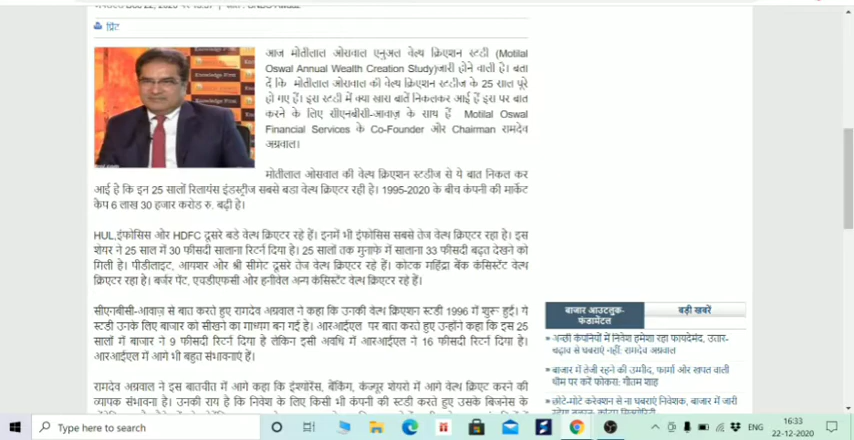 प्रिंट
आज मोतीलाल ओसवाल एनुअल वेल्थ क्रिएशन स्टडी (Motilal
Oswal Annual Wealth Creation Study)जारी होने वाली है। बता
दें कि मोतीलाल ओसवाल की वेल्थ क्रिएशन स्टडीज के 25 साल पूरे
हो गए हैं। इस स्टडी में क्या खास बातें निकलकर आई हैं इस पर बात
करने के लिए सीएनबीसी-आवाज़ के साथ हैं Motilal Oswal
Financial Services के Co-Founder और Chairman रामदेव
अग्रवाल।
मोतीलाल ओसवाल की वेल्थ क्रिएशन स्टडीज से ये बात निकल कर
आई है कि इन 25 सालों रिलायंस इंडस्ट्रीज सबसे बडा वेल्थ क्रिएटर रही है। 1995-2020 के बीच कंपनी की मार्केट
कैप 6 लाख 30 हजार करोड रु. बढ़ी है।
HUL,इंफोसिस और HDFC दूसरे बडे वेल्थ क्रिएटर रहे हैं। इनमें भी इंफोसिस सबसे तेज वेल्थ क्रिएटर रहा है। इस
शेयर ने 25 साल में 30 फीसदी सालाना रिटर्न दिया है। 25 सालों तक मुनाफे में सालाना 33 फीसदी बढ़त देखने को
मिली है। पीडीलाइट, आयशर और श्री सीमेंट दूसरे तेज वेल्थ क्रिएटर रहे हैं। कोटक महिंद्रा बैंक कंसिस्टेंट वेल्थ
क्रिएटर रहा है। बर्जर पेंट, एचडीएफसी और हनीवेल अन्य कंसिस्टेंट वेल्थ क्रिएटर रहे हैं।
सीएनबीसी-आवाज़ से बात करते हुए रामदेव अग्रवाल ने कहा कि उनकी वेल्थ क्रिएशन स्टडी 1996 में शुरू हुई। ये
स्टडी उनके लिए बाजार को सीखने का माध्यम बन गई है। आरआईएल पर बात करते हुए उन्होंने कहा कि इस 25
सालों में बाजार ने 9 फीसदी रिटर्न दिया है लेकिन इसी अवधि में आरआईएल ने 16 फीसदी रिटर्न दिया है।
आरआईएल में आगे भी बहुत संभावनाएं हैं।
रामदेव अग्रवाल ने इस बातचीत में आगे कहा कि इंश्योरेंस, बैंकिंग, कंज्यूर शेयरो में आगे वेल्थ क्रिएट करने की
व्यापक संभावना है। उनकी राय है कि निवेश के लिए किसी भी कंपनी की स्टडी करते हुए उसके बिजनेस के
बाजार आउटलुक- बड़ी खबरें
फंडामेंटल
» अच्छी कंपनियों में निवेश हमेशा रहा फायदेमंद, उतार-
चढ़ाव से घबराएं नहीं: रामदेव अग्रवाल
» बाजार में तेजी रहने की उम्मीद, फार्मा और खपत वाली
थीम पर करें फोकस: गौतम शाह
» छोटे-मोटे करेक्शन से ना घबराएं निवेशक, बाजार में जारी
Type here to search
ENG
16:33
22-12-2020